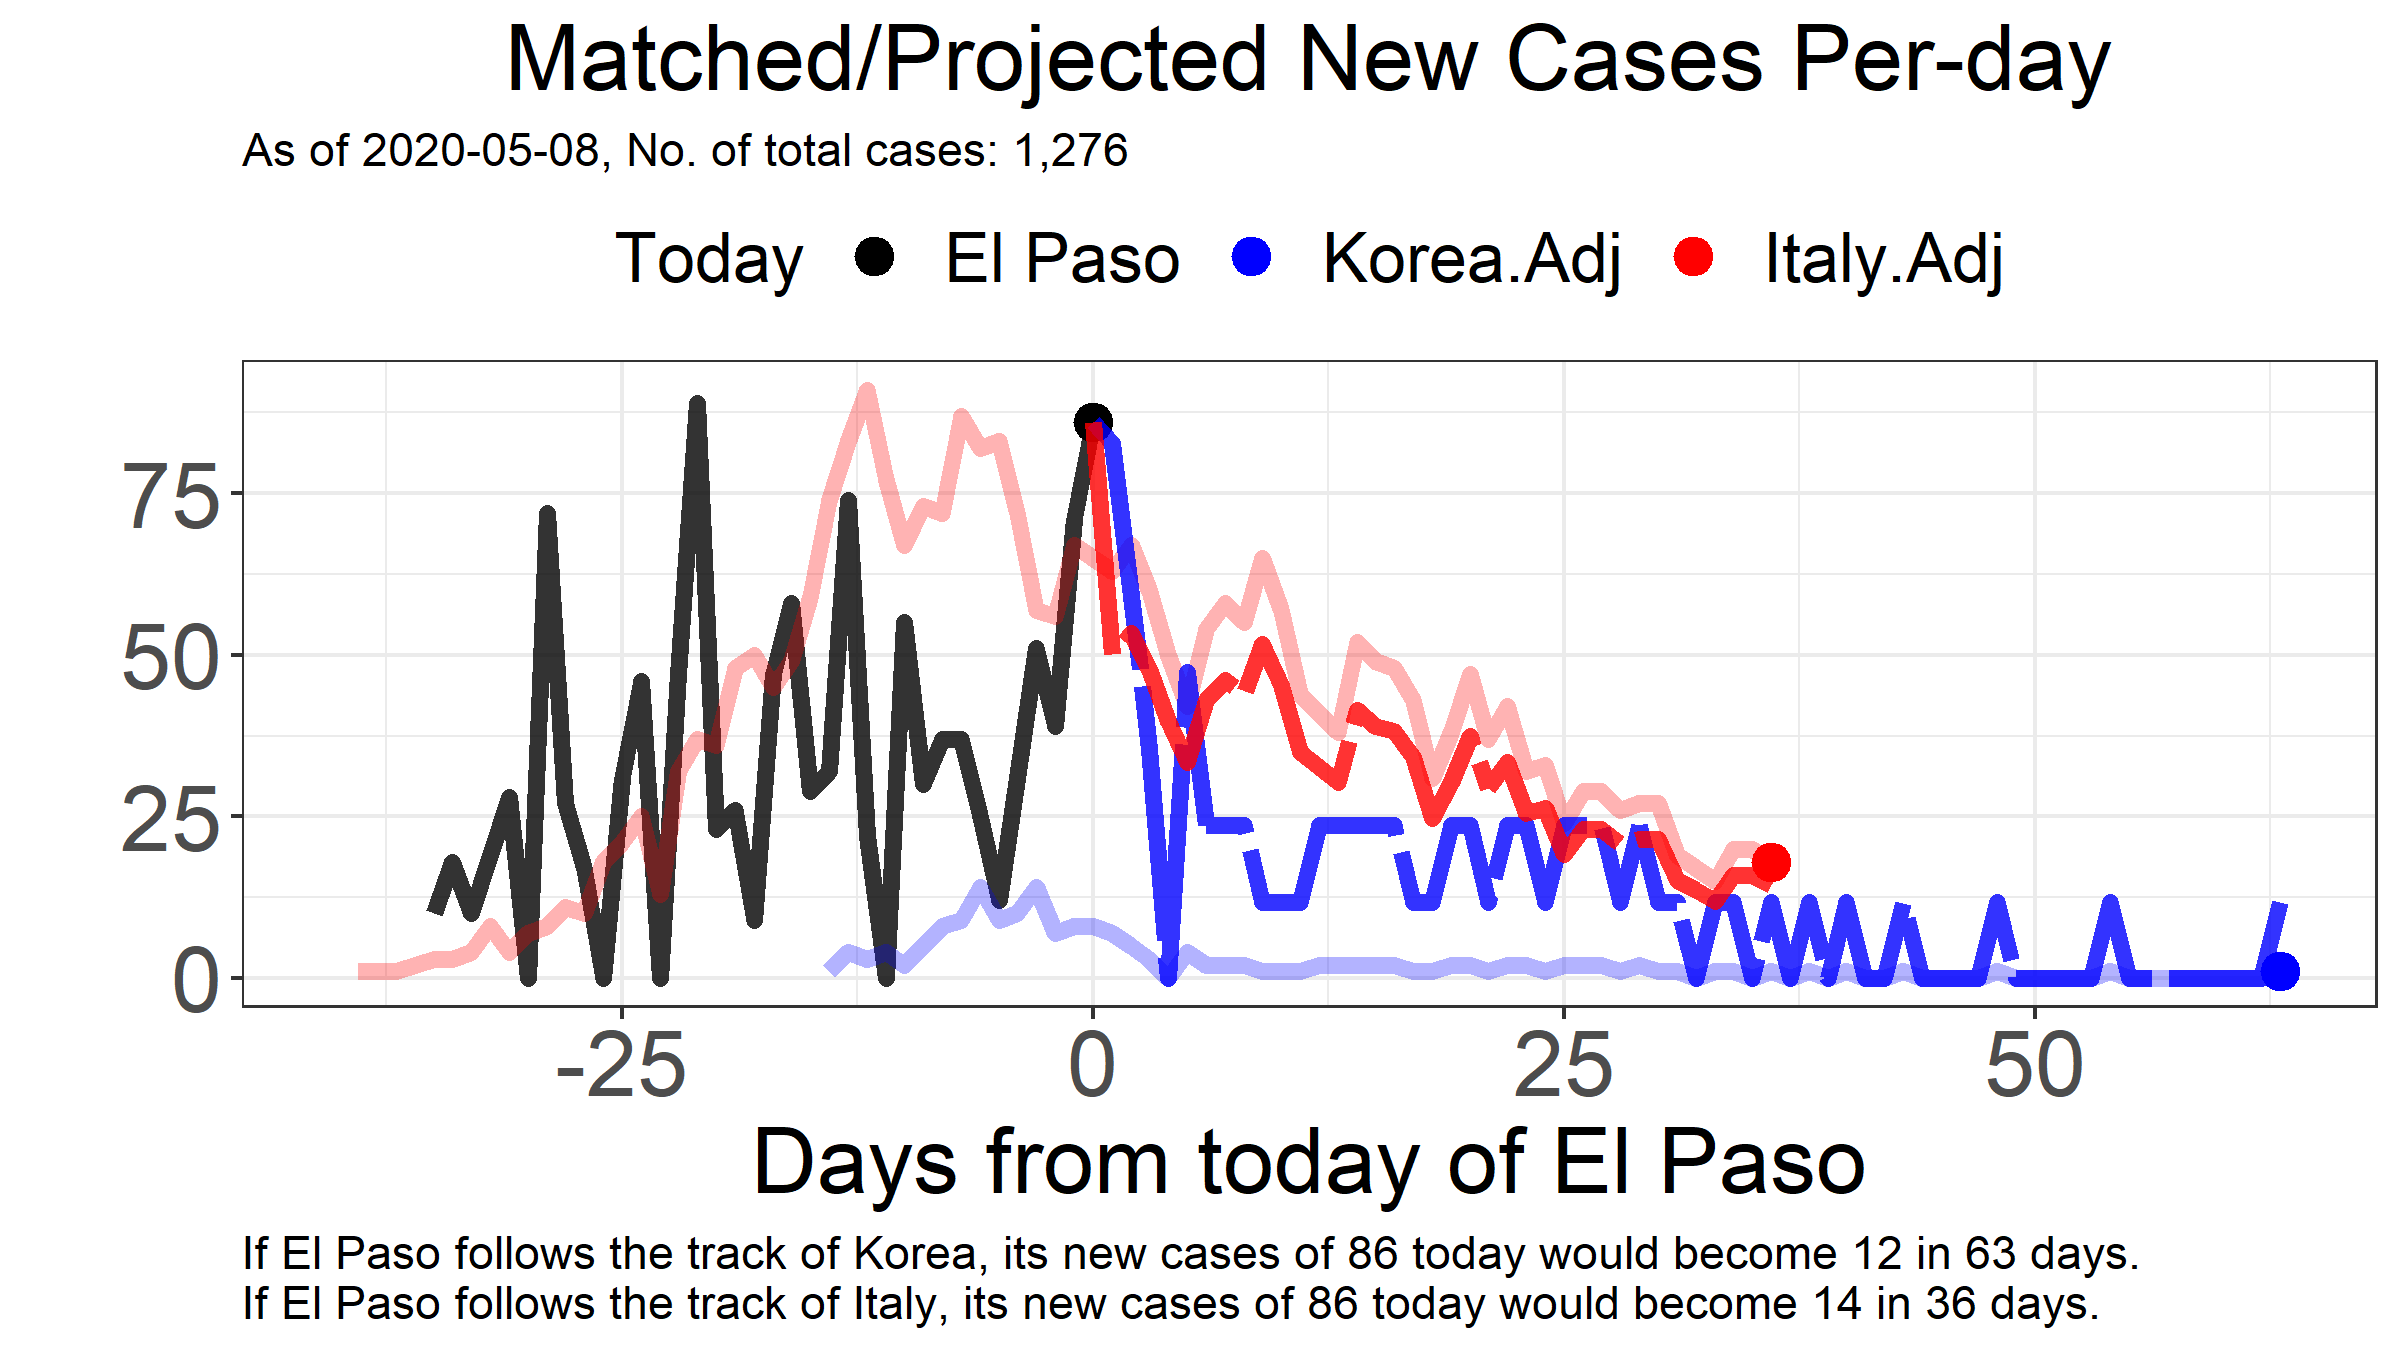 Matched/Projected New Cases Per-day
As of 2020-05-08, No. of total cases: 1,276
Today El Paso Korea.Adj Italy.Adj
75
50
25
0
-25 0 25 50
Days from today of El Paso
If El Paso follows the track of Korea, its new cases of 86 today would become 12 in 63 days.
If El Paso follows the track of Italy, its new cases of 86 today would become 14 in 36 days.